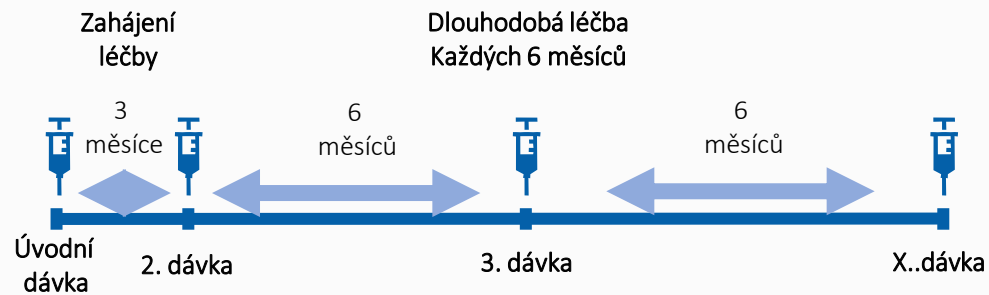 Zahájení
léčby
Dlouhodobá léčba
Každých 6 měsíců
3
měsíce
6
měsíců
6
měsíců
Úvodní
dávka
2. dávka
3. dávka
X..dávka